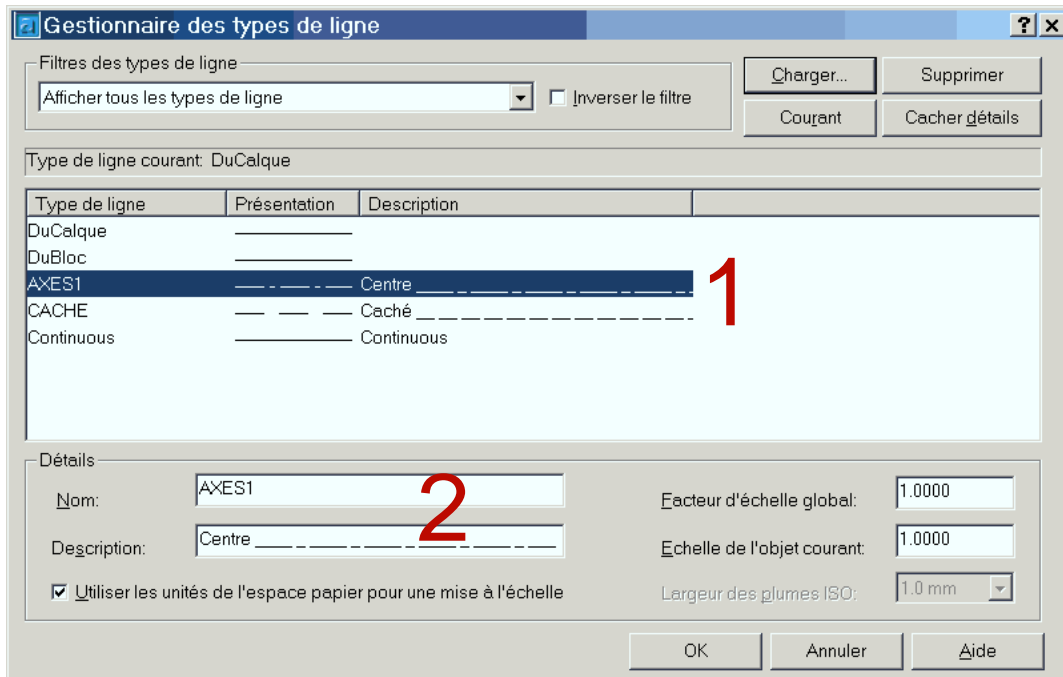 Gestionnaire des types de ligne
Filtres des types de ligne
Afficher tous les types de ligne
Inverser le filtre
Charger...
Supprimer
Courant
Cacher détails
Type de ligne courant: DuCalque
Type de ligne Présentation Description
DuCalque
DuBloc
AXES1 Centre
CACHE Caché
Continuous Continuous
1
Détails
Nom: AXES1
2
Description: Centre
Utiliser les unités de l'espace papier pour une mise à l'échelle
Facteur d'échelle global: 1.0000
Echelle de l'objet courant: 1.0000
Largeur des plumes ISO: 1.0 mm
OK Annuler Aide